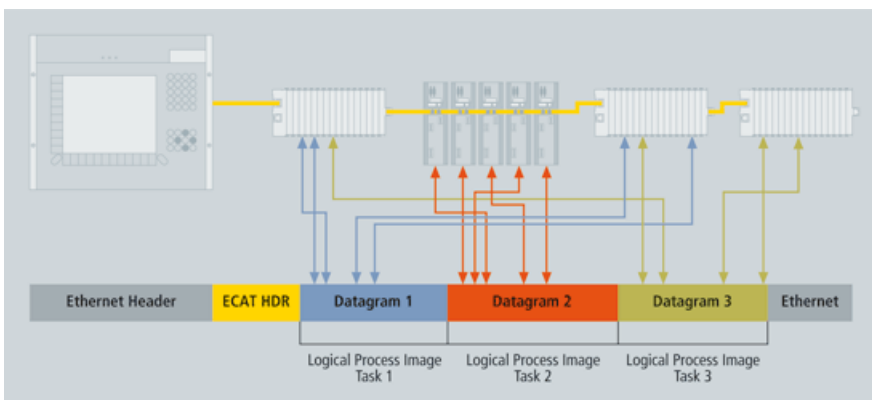 Ethernet Header
ECAT HDR
Datagram 1
Datagram 2
Datagram 3
Ethernet
Logical Process Image
Task 1
Logical Process Image
Task 2
Logical Process Image
Task 3